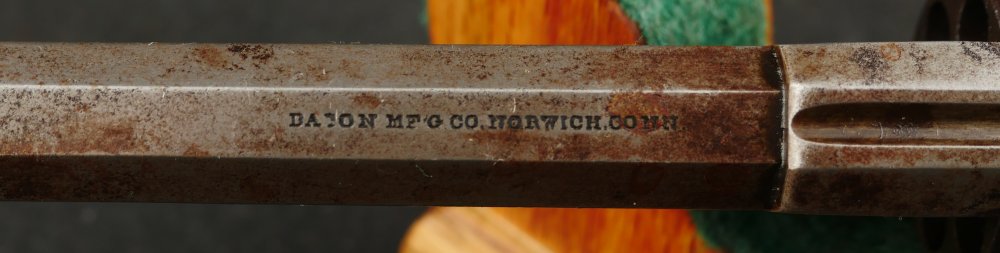 BACON MF'G CO. NORWICH. CONN.